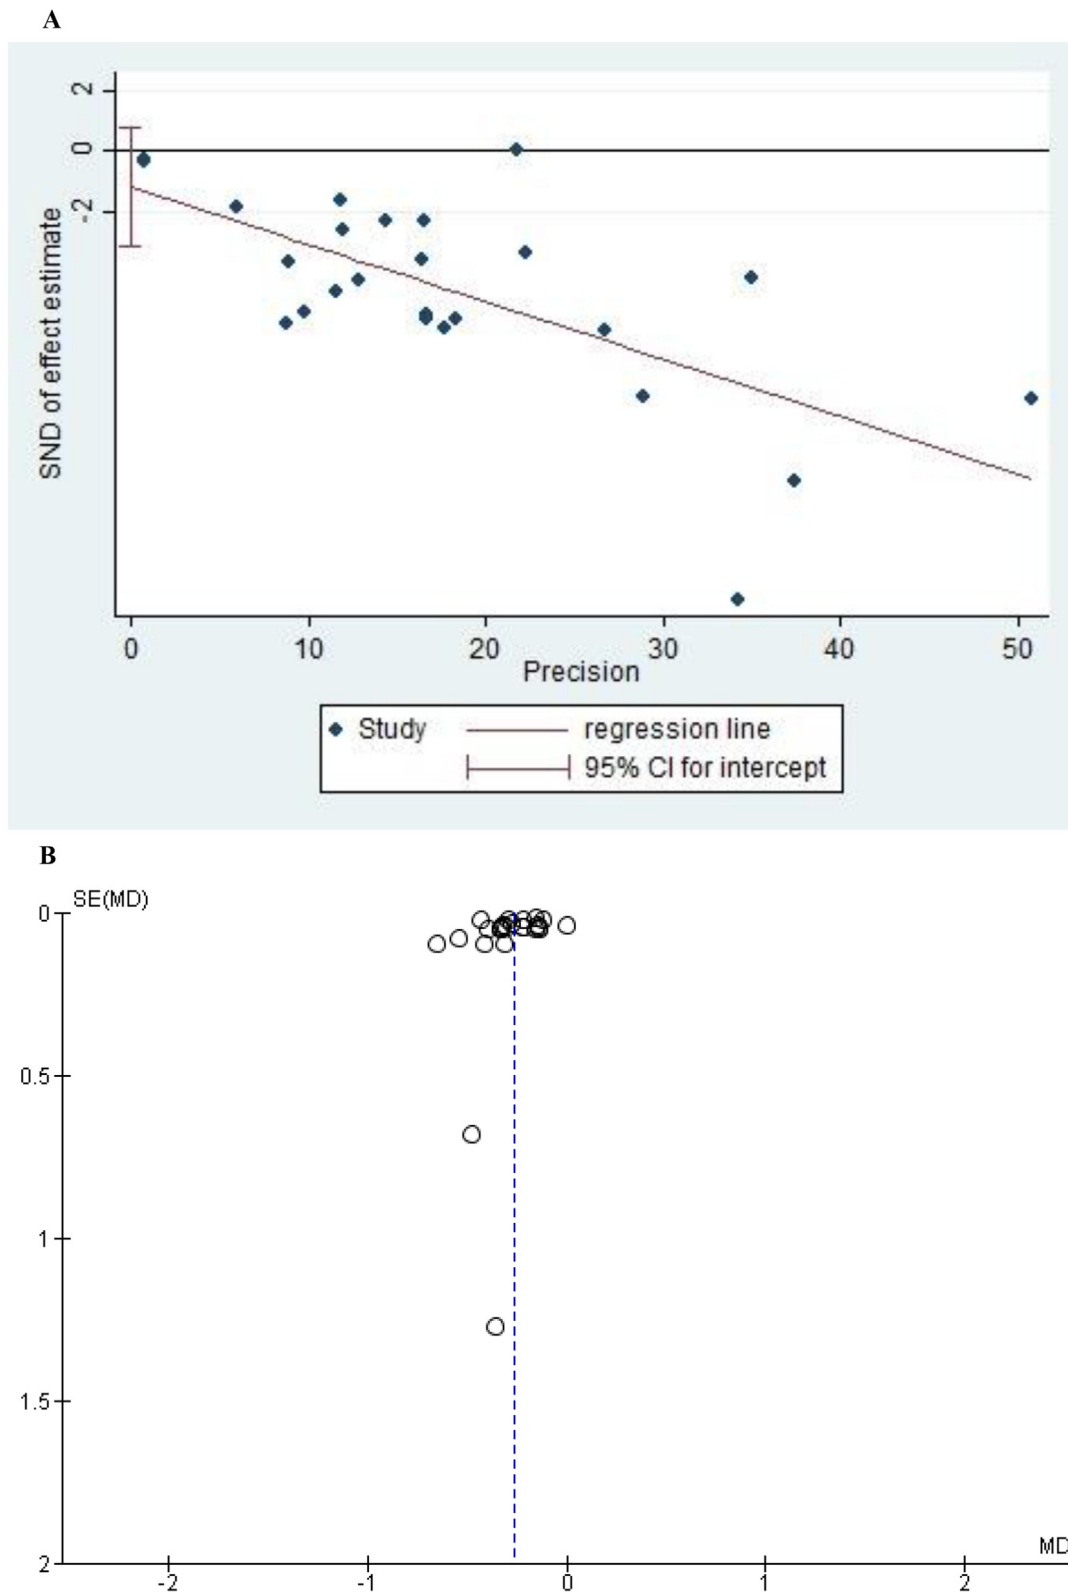 A
2
0
-2
SND of effect estimate
0 10 20 30 40 50
Precision
Study regression line
95% CI for intercept
B
SE(MD)
0
0.5
1
1.5
2
MD
-2 -1 0 1 2